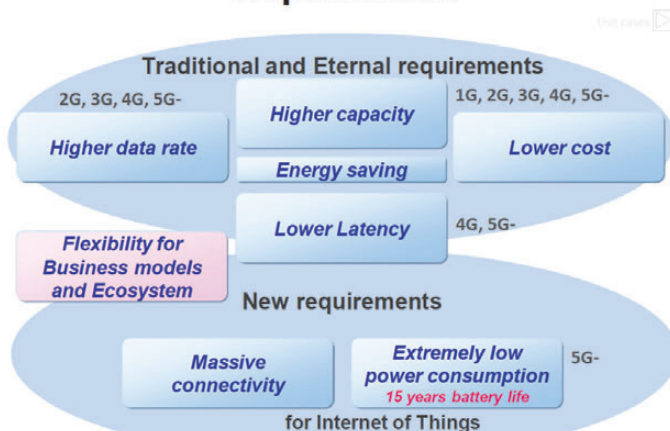 Traditional and Eternal requirements
2G, 3G, 4G, 5G-
1G, 2G, 3G, 4G, 5G-
Higher data rate
Higher capacity
Lower cost
Energy saving
Lower Latency
4G, 5G-
Flexibility for
Business models
and Ecosystem
New requirements
Massive
connectivity
Extremely low
power consumption
15 years battery life
5G-
for Internet of Things